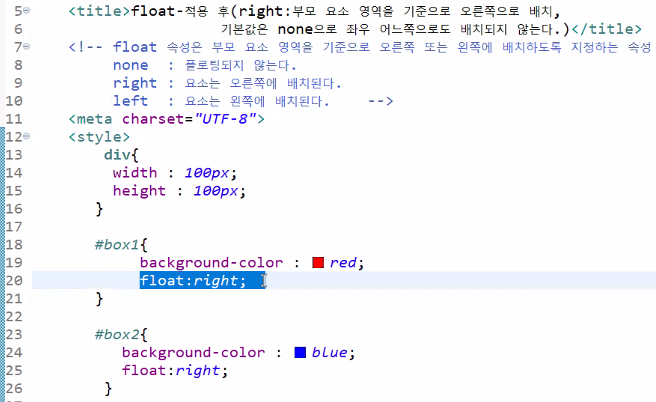 5 <title>float-적용 후(right:부모 요소 영역을 기준으로 오른쪽으로 배치,
6 기본값은 none으로 좌우 어느쪽으로도 배치되지 않는다.)</title>
7 <!-- float 속성은 부모 요소 영역을 기준으로 오른쪽 또는 왼쪽에 배치하도록 지정하는 속성
8 none : 플로팅되지 않는다.
9 right : 요소는 오른쪽에 배치된다.
10 left : 요소는 왼쪽에 배치된다. -->
11 <meta charset="UTF-8">
12 <style>
13 div{
14 width : 100px;
15 height : 100px;
16 }
17
18 #box1{
19 background-color : red;
20 float:right;
21 }
22
23 #box2{
24 background-color : blue;
25 float:right;
26 }